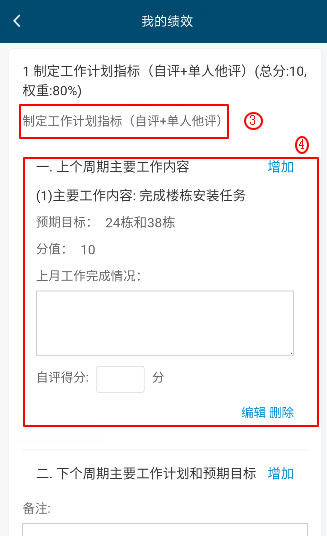 我的绩效
1 制定工作计划指标（自评+单人他评）(总分:10,
权重:80%)
制定工作计划指标（自评+单人他评）
③
④
一. 上个周期主要工作内容 增加
(1)主要工作内容: 完成楼栋安装任务
预期目标： 24栋和38栋
分值： 10
上月工作完成情况:
自评得分: 分
编辑 删除
二. 下个周期主要工作计划和预期目标 增加
备注: